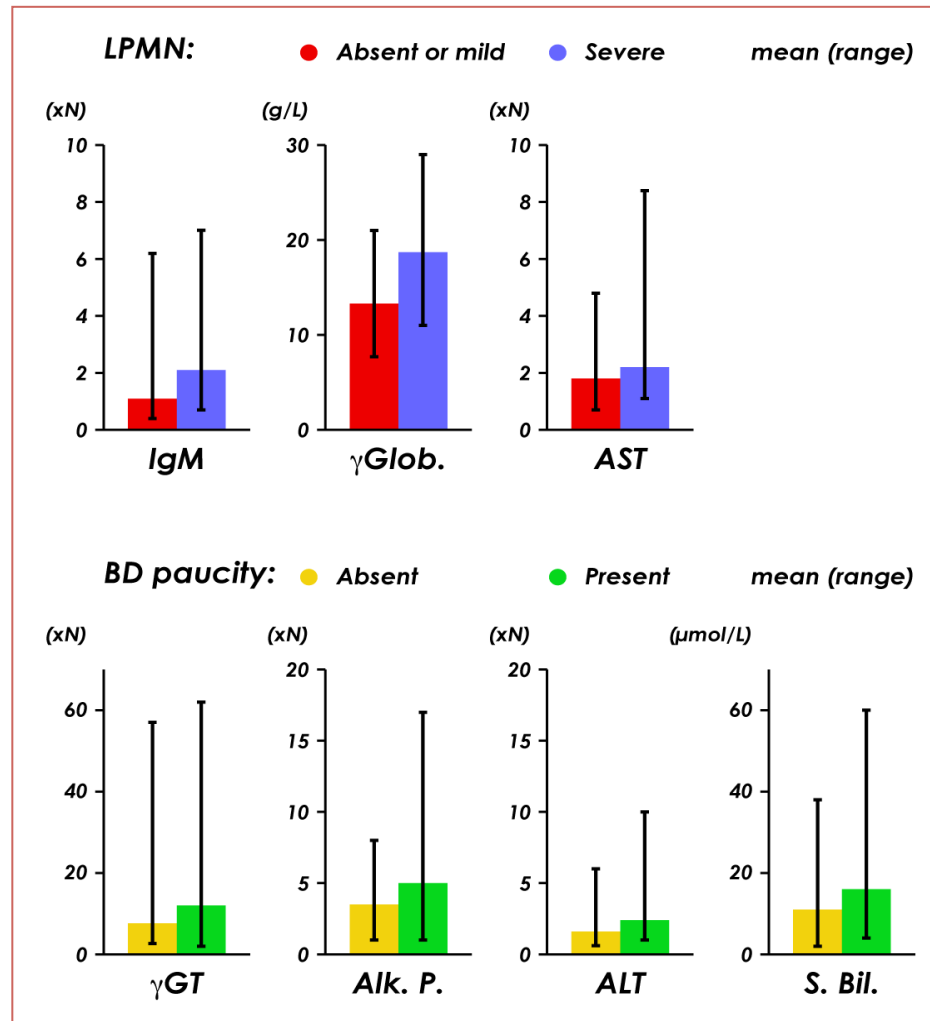 LPMN: Absent or mild Severe mean (range)
(xN) (g/L) (xN)
10 30 10
8 8
20
6 6
4 4
10
2 2
0 0 0
IgM γGlob. AST
BD paucity: Absent Present mean (range)
(xN) (xN) (xN) (µmol/L)
20 20
60 60
15 15
40 40
10 10
20 20
5 5
0 0 0 0
γGT Alk. P. ALT S. Bil.